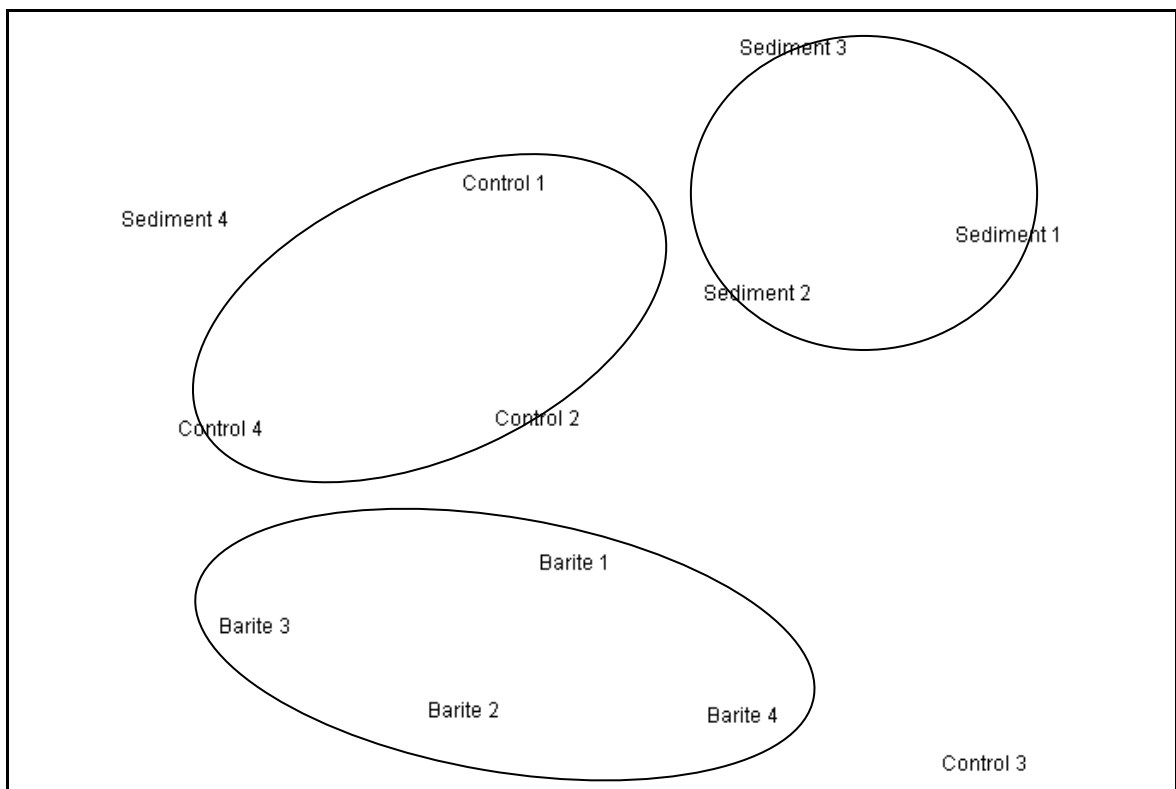 Sediment 3
Control 1
Sediment 4
Sediment 1
Sediment 2
Control 2
Control 4
Barite 1
Barite 3
Barite 2
Barite 4
Control 3